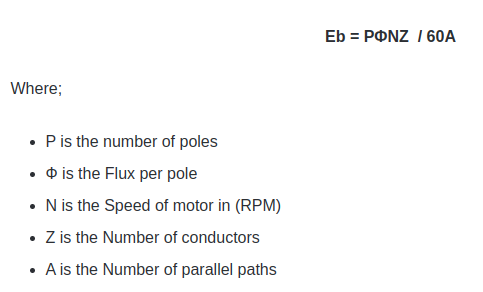 Eb = PΦNZ / 60A
Where;
• P is the number of poles
• Φ is the Flux per pole
• N is the Speed of motor in (RPM)
• Z is the Number of conductors
• A is the Number of parallel paths